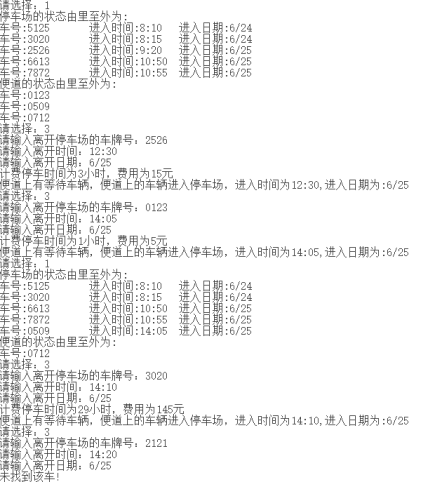 请选择：1
停车场的状态由里至外为:
车号:5125 进入时间:8:10 进入日期:6/24
车号:3020 进入时间:8:15 进入日期:6/24
车号:2526 进入时间:9:20 进入日期:6/25
车号:6613 进入时间:10:50 进入日期:6/25
车号:7872 进入时间:10:55 进入日期:6/25
便道的状态由里至外为:
车号:0123
车号:0509
车号:0712
请选择：3
请输入离开停车场的车牌号：2526
请输入离开时间：12:30
请输入离开日期：6/25
计费停车时间为3小时，费用为15元
便道上有等待车辆，便道上的车辆进入停车场，进入时间为12:30,进入日期为:6/25
请选择：3
请输入离开停车场的车牌号：0123
请输入离开时间：14:05
请输入离开日期：6/25
计费停车时间为1小时，费用为5元
便道上有等待车辆，便道上的车辆进入停车场，进入时间为14:05,进入日期为:6/25
请选择：1
停车场的状态由里至外为:
车号:5125 进入时间:8:10 进入日期:6/24
车号:3020 进入时间:8:15 进入日期:6/24
车号:6613 进入时间:10:50 进入日期:6/25
车号:7872 进入时间:10:55 进入日期:6/25
车号:0509 进入时间:14:05 进入日期:6/25
便道的状态由里至外为:
车号:0712
请选择：3
请输入离开停车场的车牌号：3020
请输入离开时间：14:10
请输入离开日期：6/25
计费停车时间为29小时，费用为145元
便道上有等待车辆，便道上的车辆进入停车场，进入时间为14:10,进入日期为:6/25
请选择：3
请输入离开停车场的车牌号：2121
请输入离开时间：14:20
请输入离开日期：6/25
未找到该车!